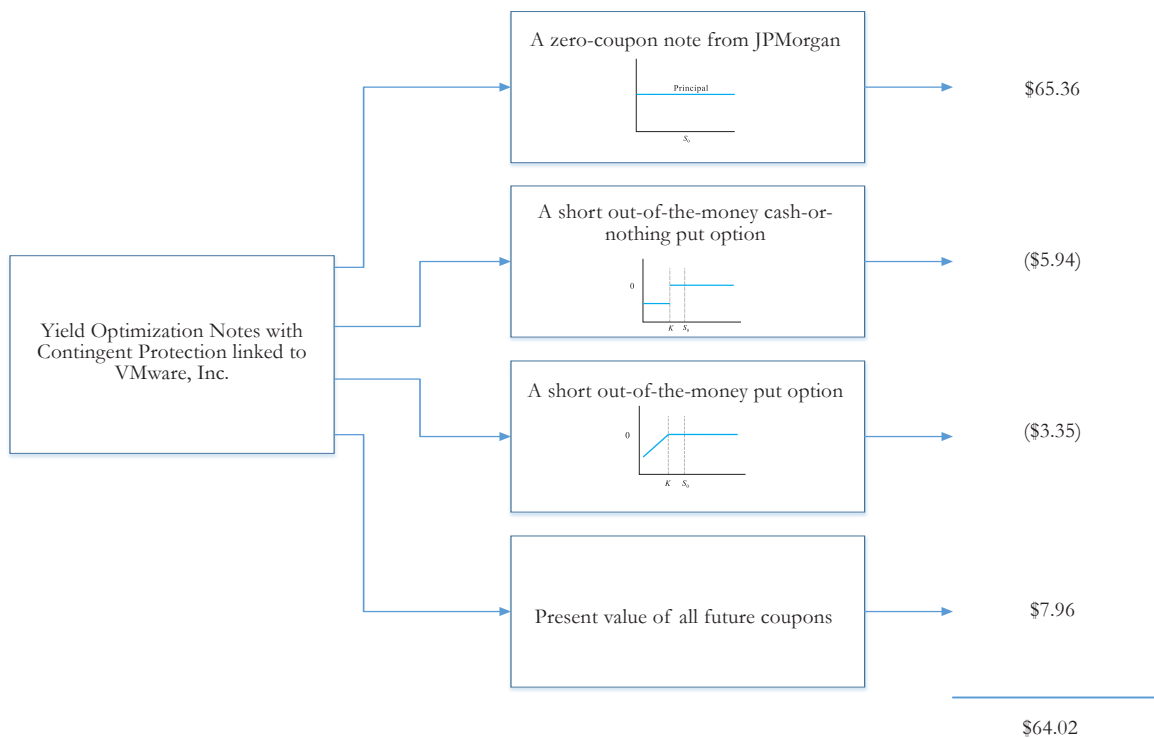 A zero-coupon note from JPMorgan
Principal
S0
$65.36
A short out-of-the-money cash-or-
nothing put option
0
K S0
($5.94)
Yield Optimization Notes with
Contingent Protection linked to
VMware, Inc.
A short out-of-the-money put option
0
K S0
($3.35)
Present value of all future coupons
$7.96
$64.02